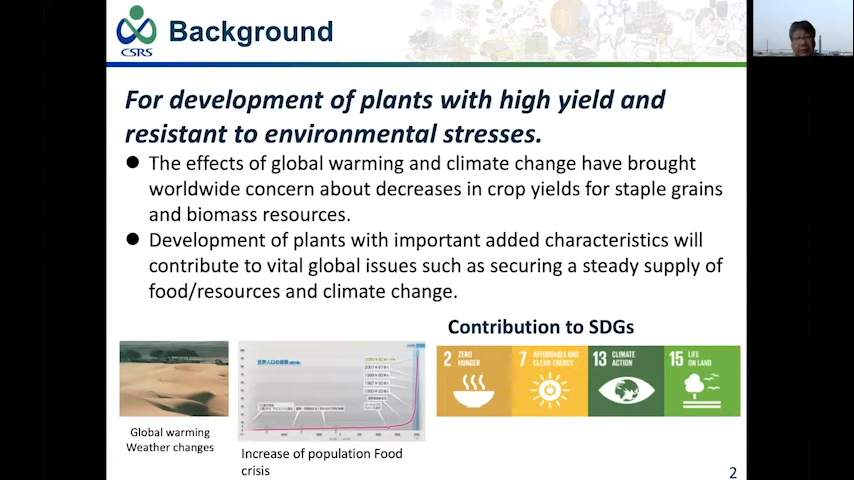 CSRS
Background
For development of plants with high yield and
resistant to environmental stresses.
● The effects of global warming and climate change have brought
worldwide concern about decreases in crop yields for staple grains
and biomass resources.
● Development of plants with important added characteristics will
contribute to vital global issues such as securing a steady supply of
food/resources and climate change.
Contribution to SDGs
2 ZERO
HUNGER
7 AFFORDABLE AND
CLEAN ENERGY
13 CLIMATE
ACTION
15 LIFE
ON LAND
Global warming
Weather changes
Increase of population Food
crisis
2